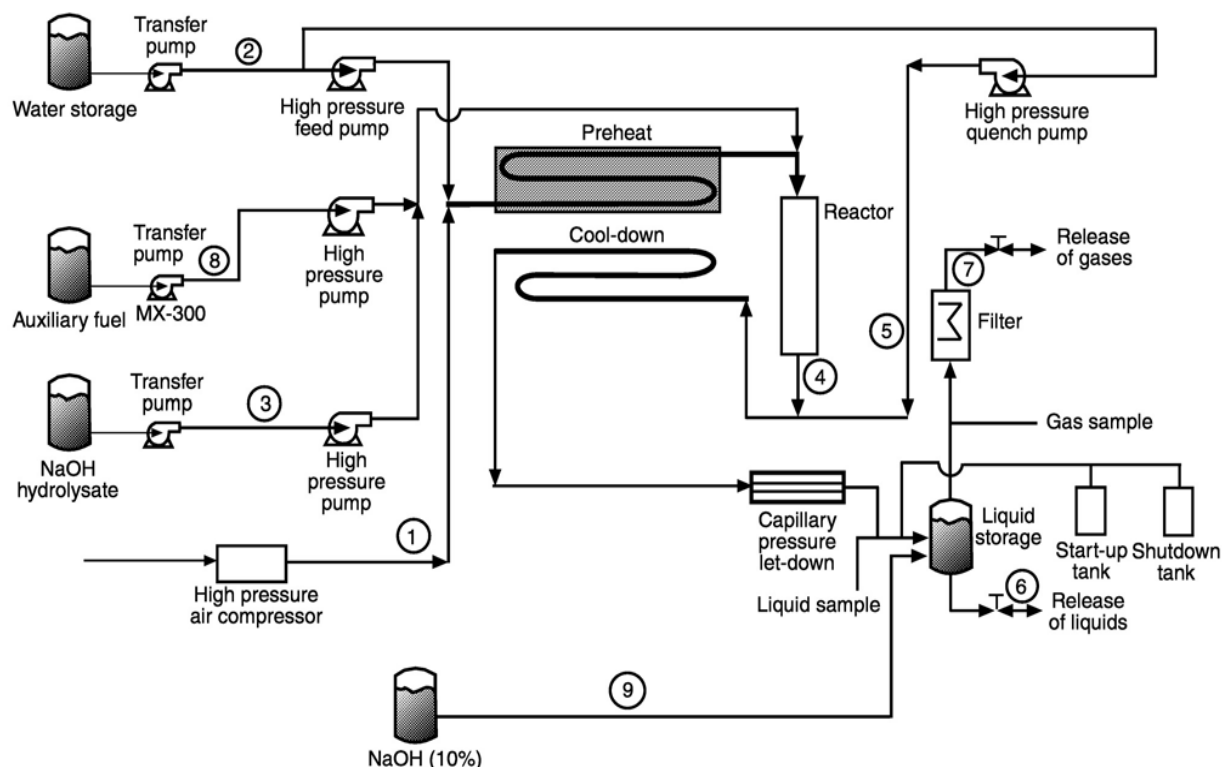 Water storage
Transfer
pump
2
High pressure
feed pump
High pressure
quench pump
Preheat
Reactor
Cool-down
Auxiliary fuel
Transfer
pump
8
MX-300
High
pressure
pump
7
Release
of gases
5
Filter
4
Gas sample
NaOH
hydrolysate
Transfer
pump
3
High
pressure
pump
1
High pressure
air compressor
Capillary
pressure
let-down
Liquid sample
Liquid
storage
Start-up
tank
Shutdown
tank
6
Release
of liquids
9
NaOH (10%)